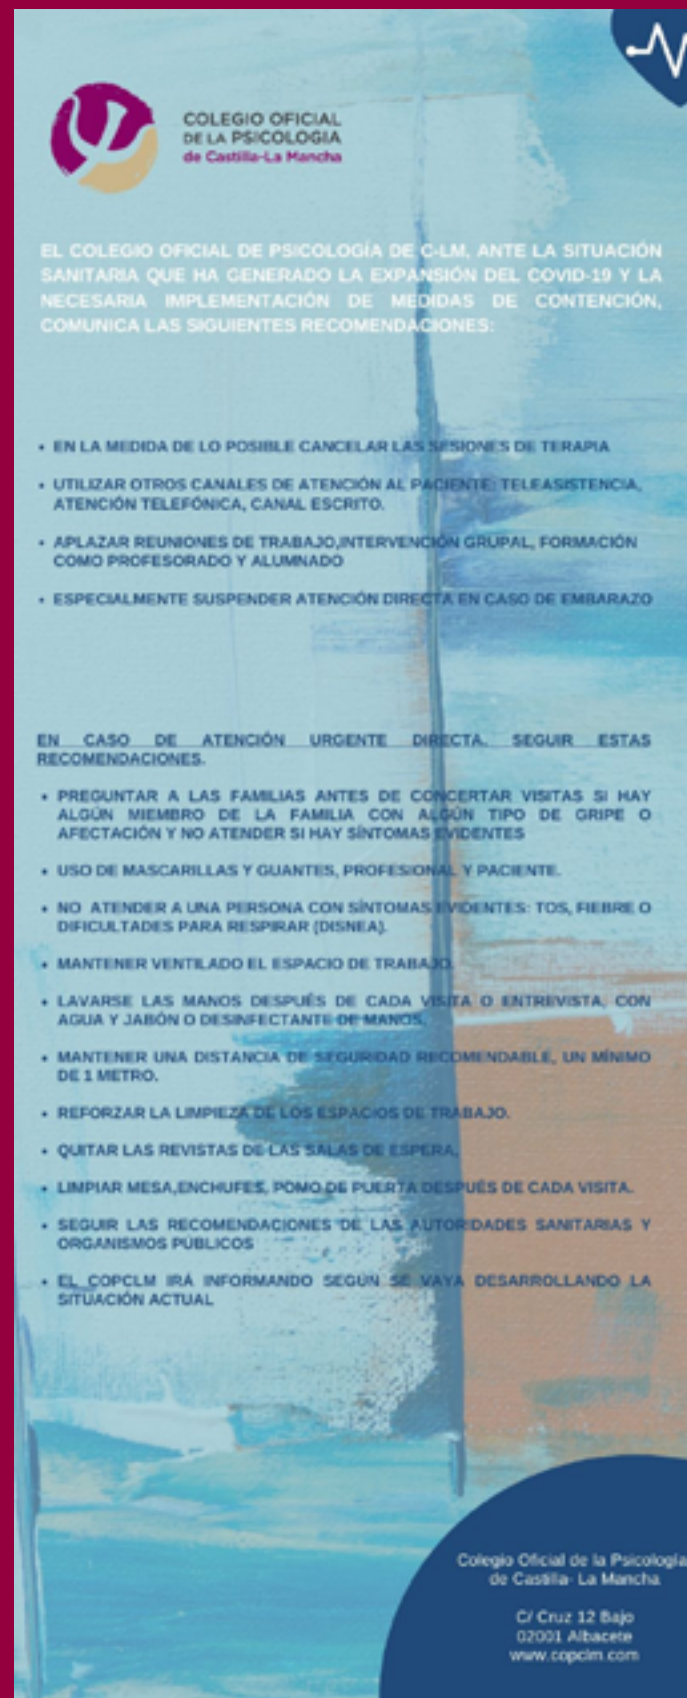 COLEGIO OFICIAL
DE LA PSICOLOGIA
de Castilla-La Mancha
EL COLEGIO OFICIAL DE PSICOLOGÍA DE C-LM, ANTE LA SITUACIÓN
SANITARIA QUE HA GENERADO LA EXPANSIÓN DEL COVID-19 Y LA
NECESARIA IMPLEMENTACIÓN DE MEDIDAS DE CONTENCIÓN,
COMUNICA LAS SIGUIENTES RECOMENDACIONES:
• EN LA MEDIDA DE LO POSIBLE CANCELAR LAS SESIONES DE TERAPIA
• UTILIZAR OTROS CANALES DE ATENCIÓN AL PACIENTE: TELEASISTENCIA,
ATENCIÓN TELEFÓNICA, CANAL ESCRITO.
• APLAZAR REUNIONES DE TRABAJO,INTERVENCIÓN GRUPAL, FORMACIÓN
COMO PROFESORADO Y ALUMNADO
• ESPECIALMENTE SUSPENDER ATENCIÓN DIRECTA EN CASO DE EMBARAZO
EN CASO DE ATENCIÓN URGENTE DIRECTA. SEGUIR ESTAS
RECOMENDACIONES.
• PREGUNTAR A LAS FAMILIAS ANTES DE CONCERTAR VISITAS SI HAY
ALGÚN MIEMBRO DE LA FAMILIA CON ALGÚN TIPO DE GRIPE O
AFECTACIÓN Y NO ATENDER SI HAY SÍNTOMAS EVIDENTES
• USO DE MASCARILLAS Y GUANTES, PROFESIONAL Y PACIENTE.
• NO ATENDER A UNA PERSONA CON SÍNTOMAS EVIDENTES: TOS, FIEBRE O
DIFICULTADES PARA RESPIRAR (DISNEA).
• MANTENER VENTILADO EL ESPACIO DE TRABAJO.
• LAVARSE LAS MANOS DESPUÉS DE CADA VISITA O ENTREVISTA, CON
AGUA Y JABÓN O DESINFECTANTE DE MANOS.
• MANTENER UNA DISTANCIA DE SEGURIDAD RECOMENDABLE, UN MÍNIMO
DE 1 METRO.
• REFORZAR LA LIMPIEZA DE LOS ESPACIOS DE TRABAJO.
• QUITAR LAS REVISTAS DE LAS SALAS DE ESPERA.
• LIMPIAR MESA,ENCHUFES, POMO DE PUERTA DESPUÉS DE CADA VISITA.
• SEGUIR LAS RECOMENDACIONES DE LAS AUTORIDADES SANITARIAS Y
ORGANISMOS PÚBLICOS
• EL COPCLM IRÁ INFORMANDO SEGÚN SE VAYA DESARROLLANDO LA
SITUACIÓN ACTUAL
Colegio Oficial de la Psicología
de Castilla- La Mancha
C/ Cruz 12 Bajo
02001 Albacete
www.copclm.com